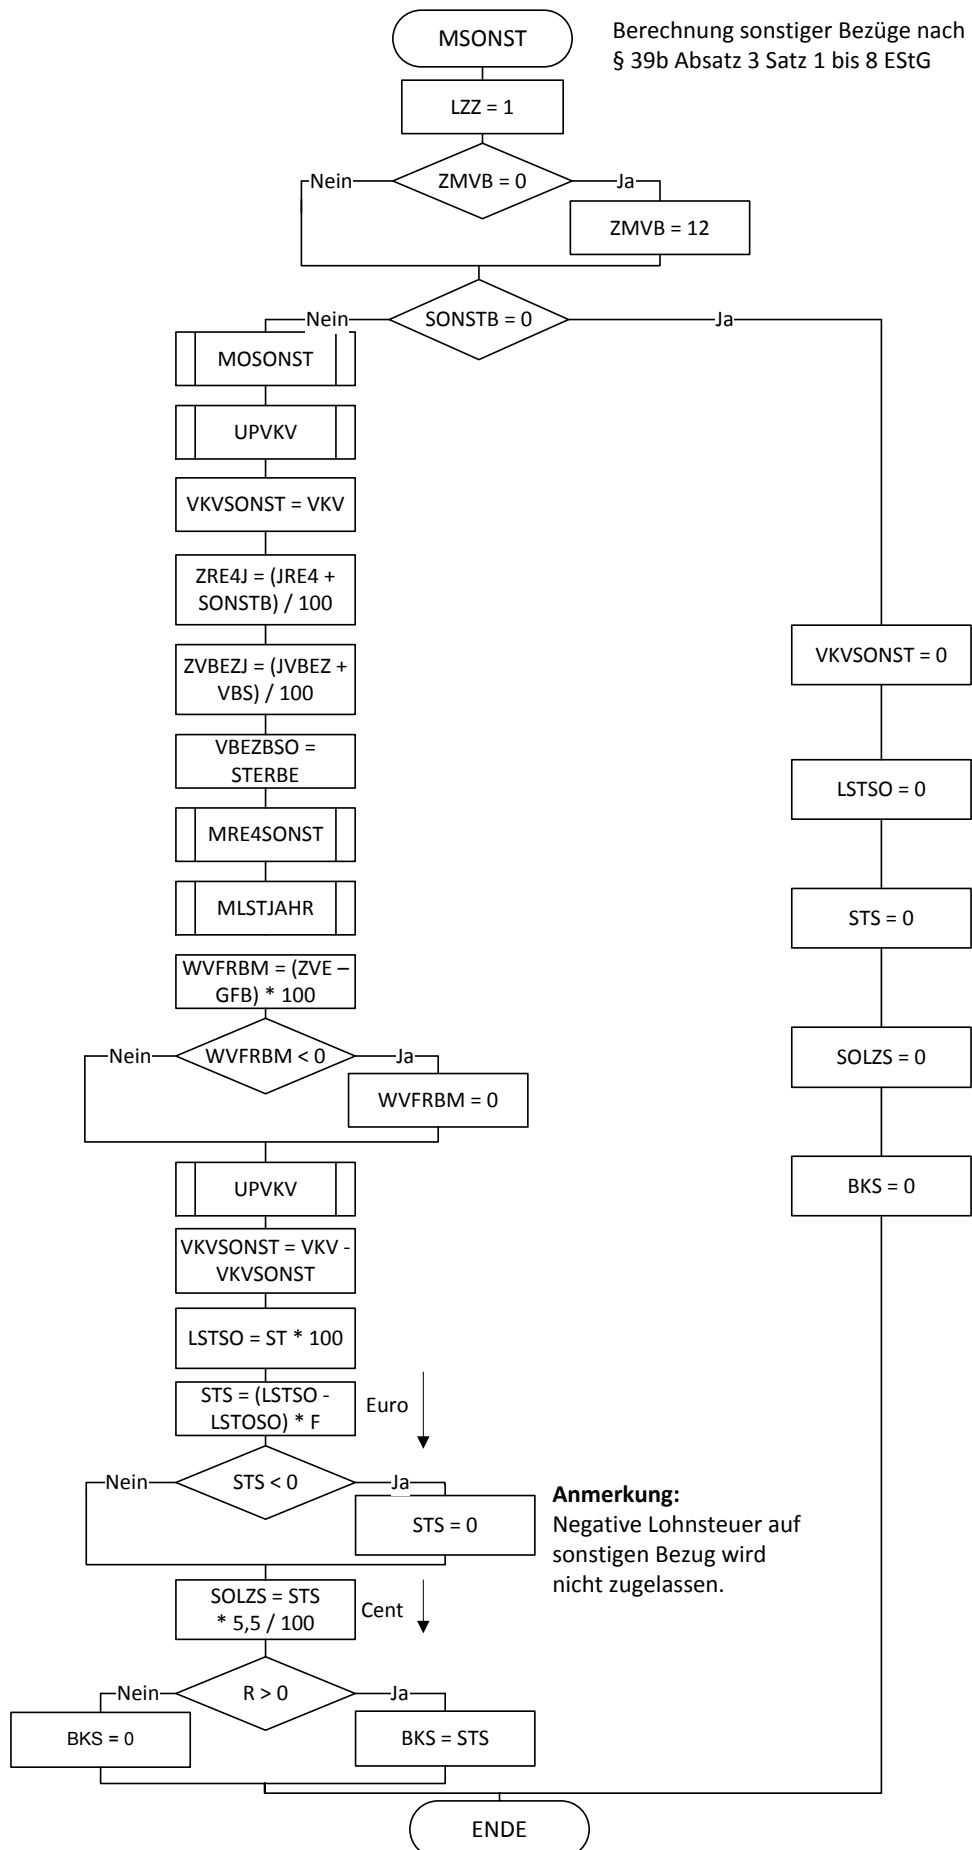 MSONST
Berechnung sonstiger Bezüge nach
§ 39b Absatz 3 Satz 1 bis 8 EStG
LZZ = 1
Nein
ZMVB = 0
Ja
ZMVB = 12
Nein
SONSTB = 0
Ja
MOSONST
UPVKV
VKVSONST = VKV
ZRE4J = (JRE4 +
SONSTB) / 100
ZVBEZJ = (JVBEZ +
VBS) / 100
VBEZBSO =
STERBE
MRE4SONST
MLSTJAHR
WVFRBM = (ZVE –
GFB) * 100
Nein
WVFRBM < 0
Ja
WVFRBM = 0
UPVKV
VKVSONST = VKV -
VKVSONST
LSTSO = ST * 100
STS = (LSTSO -
LSTOSO) * F
Euro
Nein
STS < 0
Ja
STS = 0
Anmerkung:
Negative Lohnsteuer auf
sonstigen Bezug wird
nicht zugelassen.
SOLZS = STS
* 5,5 / 100
Cent
Nein
R > 0
Ja
BKS = 0
BKS = STS
VKVSONST = 0
LSTSO = 0
STS = 0
SOLZS = 0
BKS = 0
ENDE